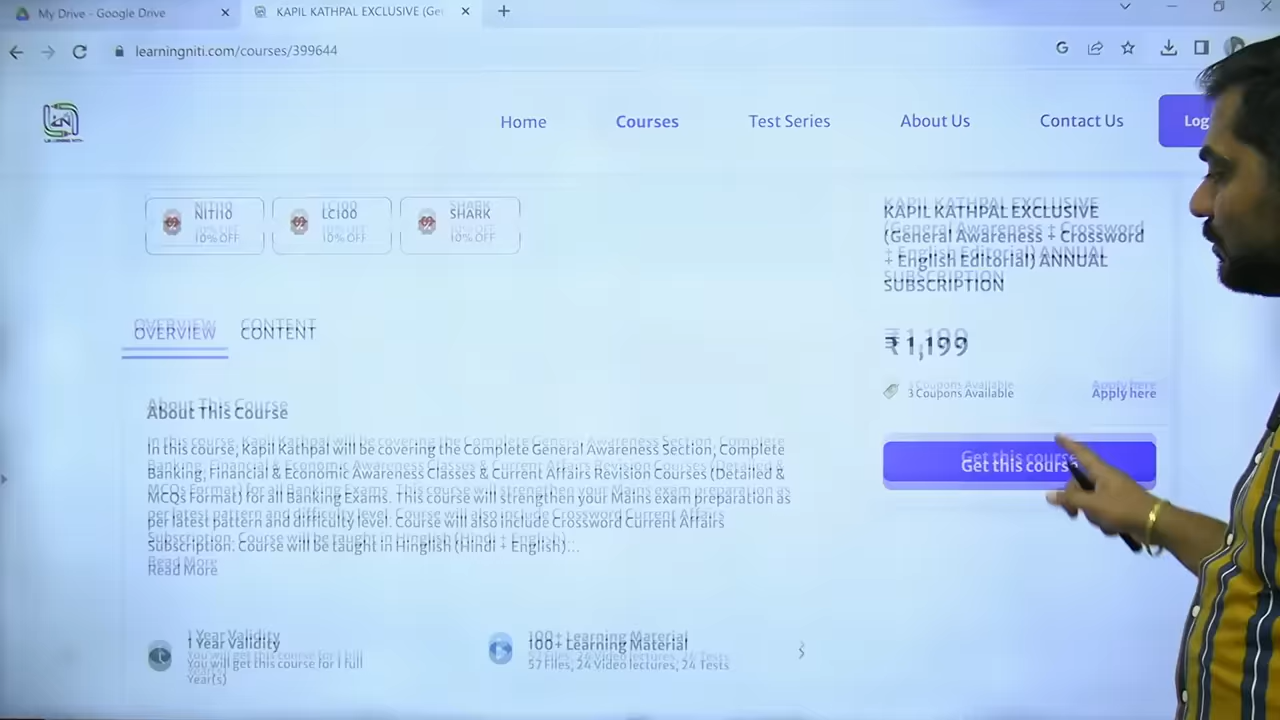 My Drive - Google Drive
KAPIL KATHPAL EXCLUSIVE (Ge
learningniti.com/courses/399644
Home
Courses
Test Series
About Us
Contact Us
Log
NITI10
10% OFF
LC100
10% OFF
SHARK
10% OFF
KAPIL KATHPAL EXCLUSIVE
(General Awareness + Crossword
+ English Editorial) ANNUAL
SUBSCRIPTION
₹1,199
3 Coupons Available
Apply here
Get this course
OVERVIEW
CONTENT
About This Course
In this course, Kapil Kathpal will be covering the Complete General Awareness Section, Complete
Banking, Financial & Economic Awareness Classes & Current Affairs Revision Courses (Detailed &
MCQs Format) for all Banking Exams. This course will strengthen your Mains exam preparation as
per latest pattern and difficulty level. Course will also include Crossword Current Affairs
Subscription. Course will be taught in Hinglish (Hindi + English)...
Read More
1 Year Validity
You will get this course for 1 full
Year(s)
100+ Learning Material
57 Files, 24 Video lectures, 24 Tests